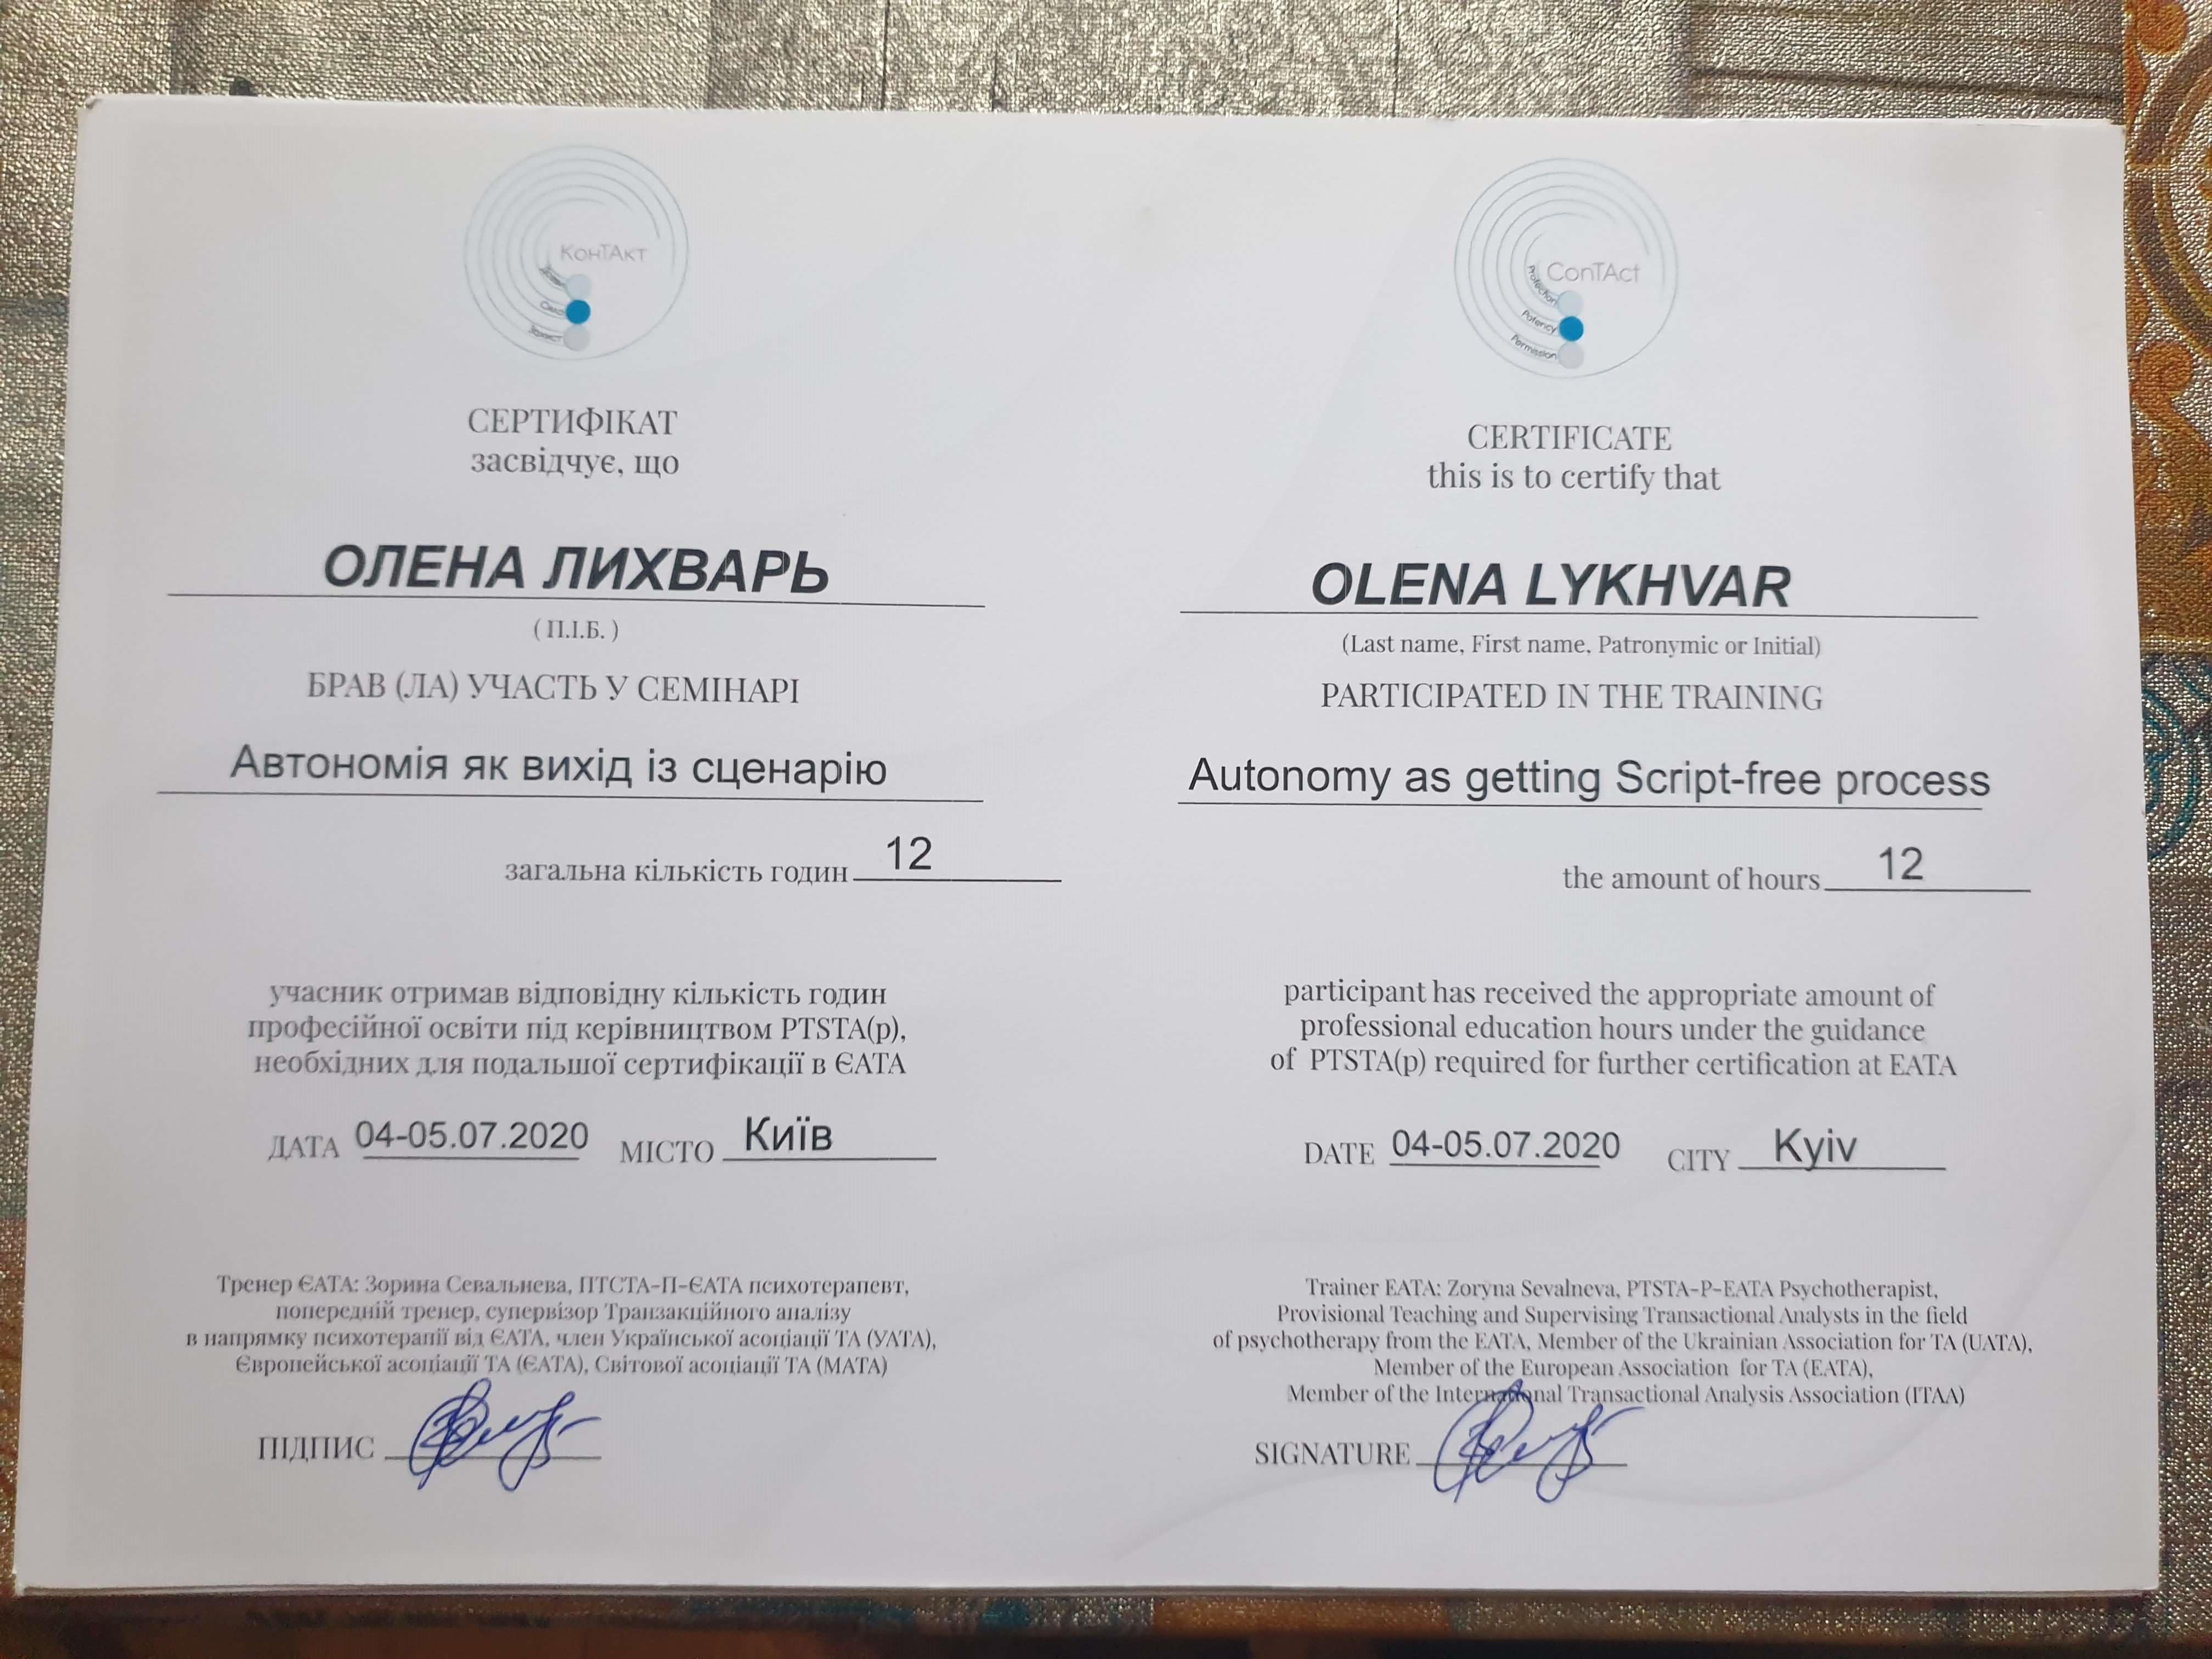 КонТАкт
Захист
СЕРТИФІКАТ
засвідчує, що
ОЛЕНА ЛИХВАРЬ
( П.І.Б. )
БРАВ (ЛА) УЧАСТЬ У СЕМІНАРІ
Автономія як вихід із сценарію
загальна кількість годин 12
учасник отримав відповідну кількість годин
професійної освіти під керівництвом PTSTA(p),
необхідних для подальшої сертифікації в ЄАТА
ДАТА 04-05.07.2020 МІСТО Київ
Тренер ЄАТА: Зорина Севальнева, ПТСТА-П-ЄАТА психотерапевт,
попередній тренер, супервізор Транзакційного аналізу
в напрямку психотерапії від ЄАТА, член Української асоціації ТА (УАТА),
Європейської асоціації ТА (ЄАТА), Світової асоціації ТА (МАТА)
ПІДПИС
ConTAct
Protection
Potency
Permission
CERTIFICATE
this is to certify that
OLENA LYKHVAR
(Last name, First name, Patronymic or Initial)
PARTICIPATED IN THE TRAINING
Autonomy as getting Script-free process
the amount of hours 12
participant has received the appropriate amount of
professional education hours under the guidance
of PTSTA(p) required for further certification at EATA
DATE 04-05.07.2020 CITY Kyiv
Trainer EATA: Zoryna Sevalneva, PTSTA-P-EATA Psychotherapist,
Provisional Teaching and Supervising Transactional Analysts in the field
of psychotherapy from the EATA, Member of the Ukrainian Association for TA (UATA),
Member of the European Association for TA (EATA),
Member of the International Transactional Analysis Association (ITAA)
SIGNATURE